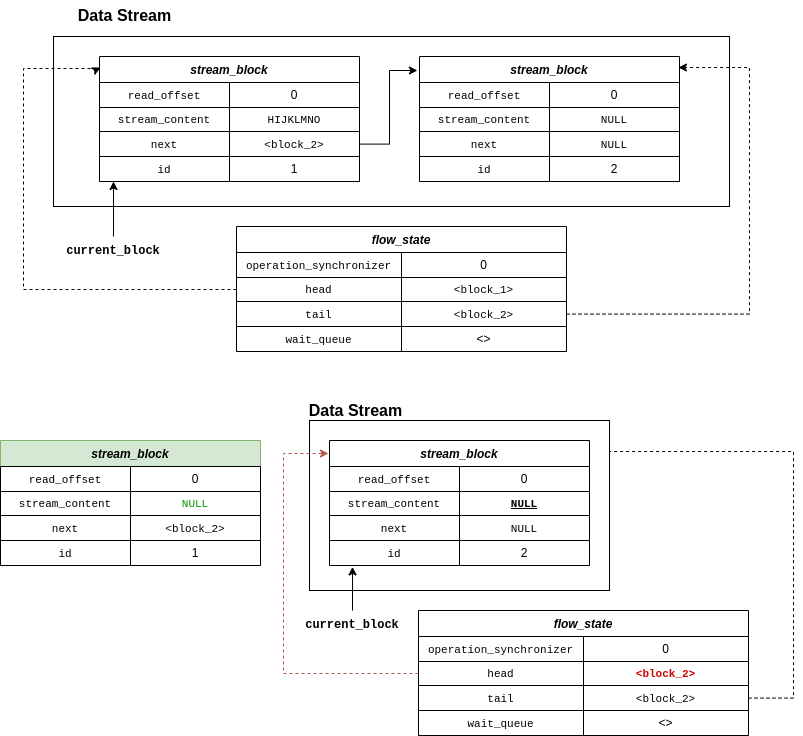 Data Stream
stream_block
read_offset 0
stream_content HIJKLMNO
next <block_2>
id 1
stream_block
read_offset 0
stream_content NULL
next NULL
id 2
current_block
flow_state
operation_synchronizer 0
head <block_1>
tail <block_2>
wait_queue <>
Data Stream
stream_block
read_offset 0
stream_content NULL
next <block_2>
id 1
stream_block
read_offset 0
stream_content NULL
next NULL
id 2
current_block
flow_state
operation_synchronizer 0
head <block_2>
tail <block_2>
wait_queue <>